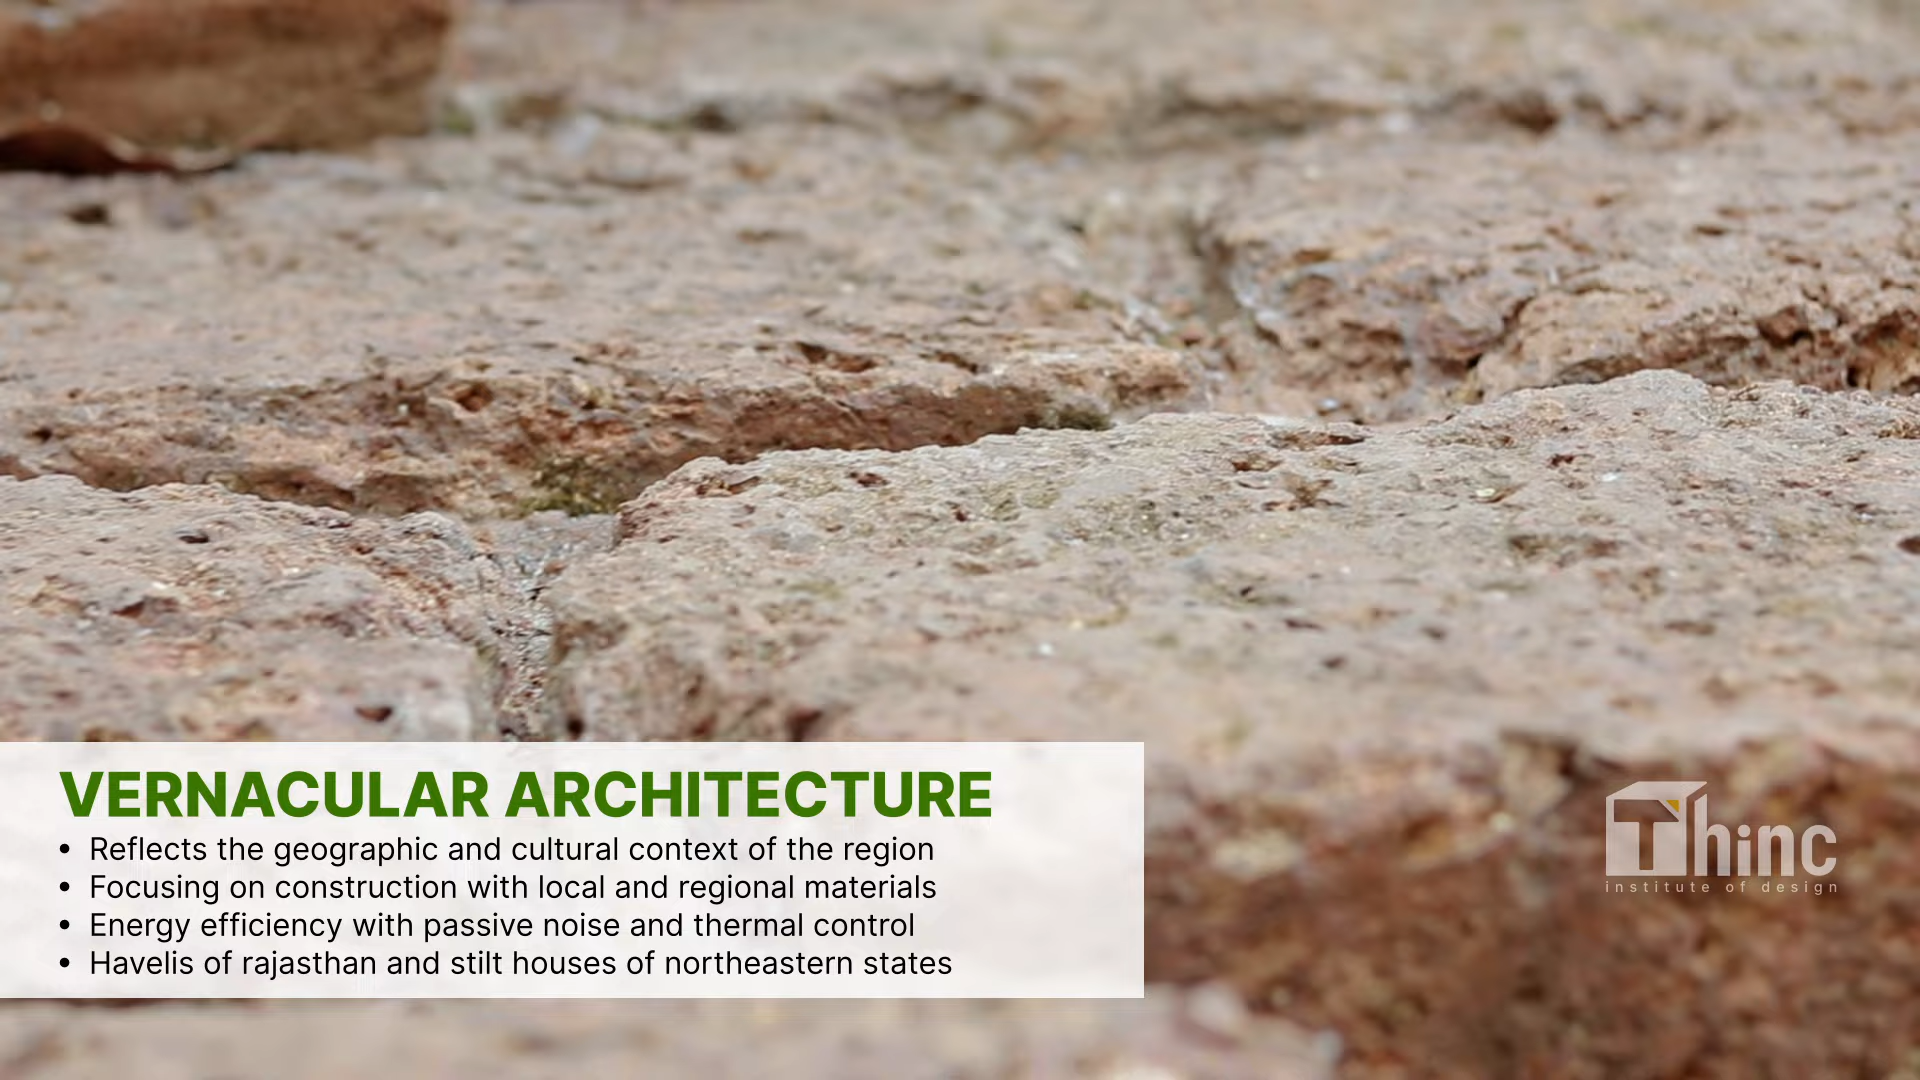 VERNACULAR ARCHITECTURE
• Reflects the geographic and cultural context of the region
• Focusing on construction with local and regional materials
• Energy efficiency with passive noise and thermal control
• Havelis of rajasthan and stilt houses of northeastern states
Thinc
institute of design